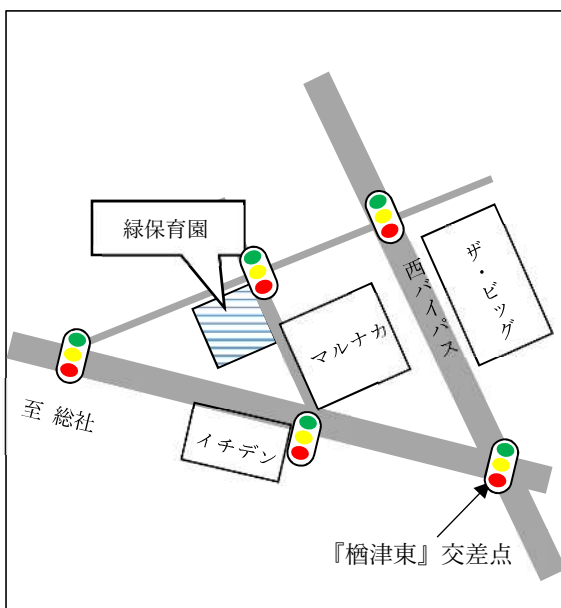 緑保育園
ザ・ビッグ
西バイパス
マルナカ
至 総社
イチデン
『楢津東』交差点